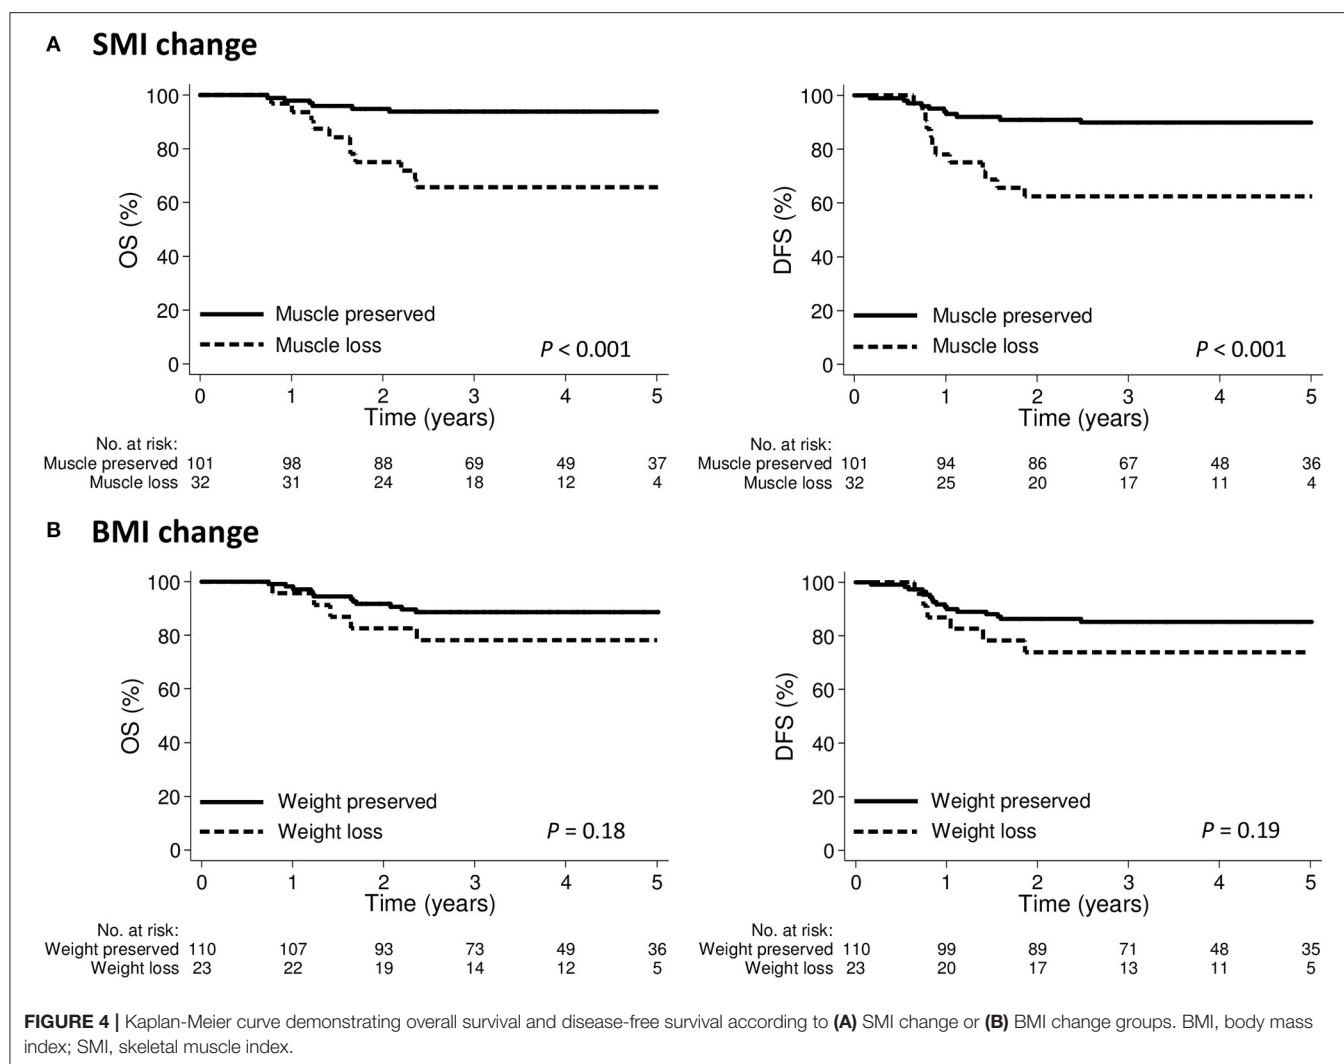 A SMI change
100
80
60
40
20
0
OS (%)
Muscle preserved
Muscle loss
P < 0.001
0 1 2 3 4 5
Time (years)
No. at risk:
Muscle preserved 101 98 88 69 49 37
Muscle loss 32 31 24 18 12 4
100
80
60
40
20
0
DFS (%)
Muscle preserved
Muscle loss
P < 0.001
0 1 2 3 4 5
Time (years)
No. at risk:
Muscle preserved 101 94 86 67 48 36
Muscle loss 32 25 20 17 11 4
B BMI change
100
80
60
40
20
0
OS (%)
Weight preserved
Weight loss
P = 0.18
0 1 2 3 4 5
Time (years)
No. at risk:
Weight preserved 110 107 93 73 49 36
Weight loss 23 22 19 14 12 5
100
80
60
40
20
0
DFS (%)
Weight preserved
Weight loss
P = 0.19
0 1 2 3 4 5
Time (years)
No. at risk:
Weight preserved 110 99 89 71 48 35
Weight loss 23 20 17 13 11 5
FIGURE 4 | Kaplan-Meier curve demonstrating overall survival and disease-free survival according to (A) SMI change or (B) BMI change groups. BMI, body mass
index; SMI, skeletal muscle index.